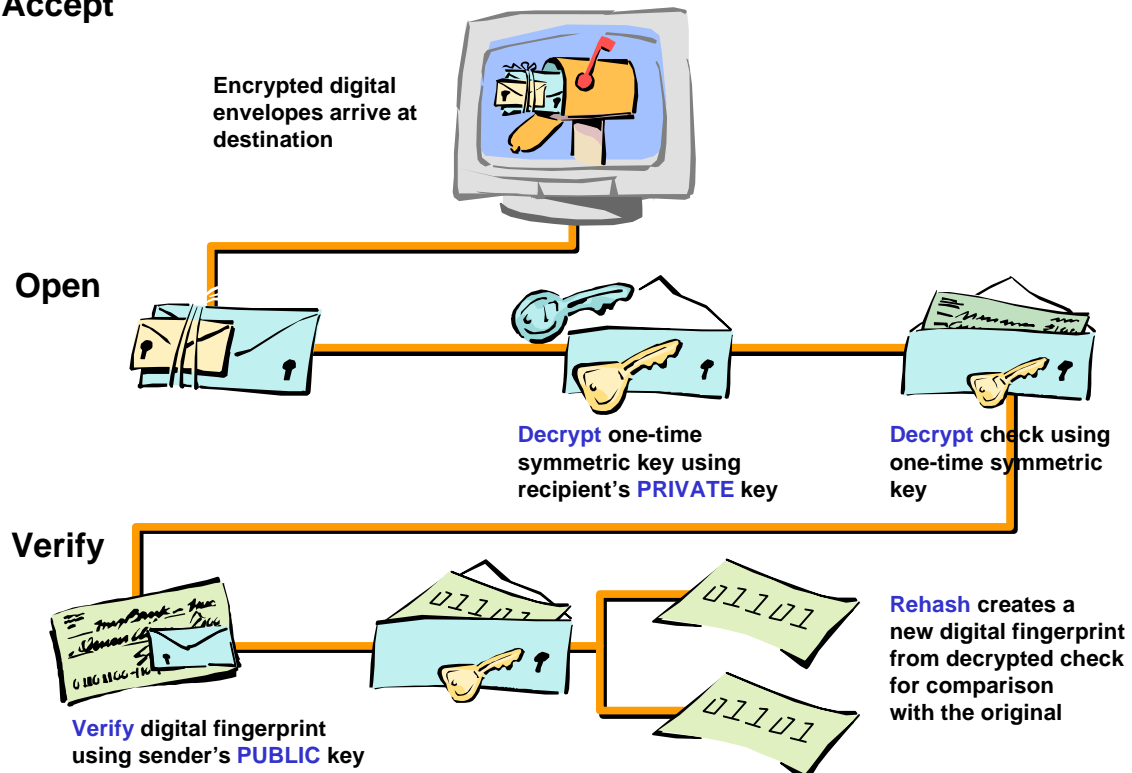 Accept
Encrypted digital
envelopes arrive at
destination
Open
Decrypt one-time
symmetric key using
recipient's PRIVATE key
Decrypt check using
one-time symmetric
key
Verify
01101
01101
01101
Verify digital fingerprint
using sender's PUBLIC key
Rehash creates a
new digital fingerprint
from decrypted check
for comparison
with the original